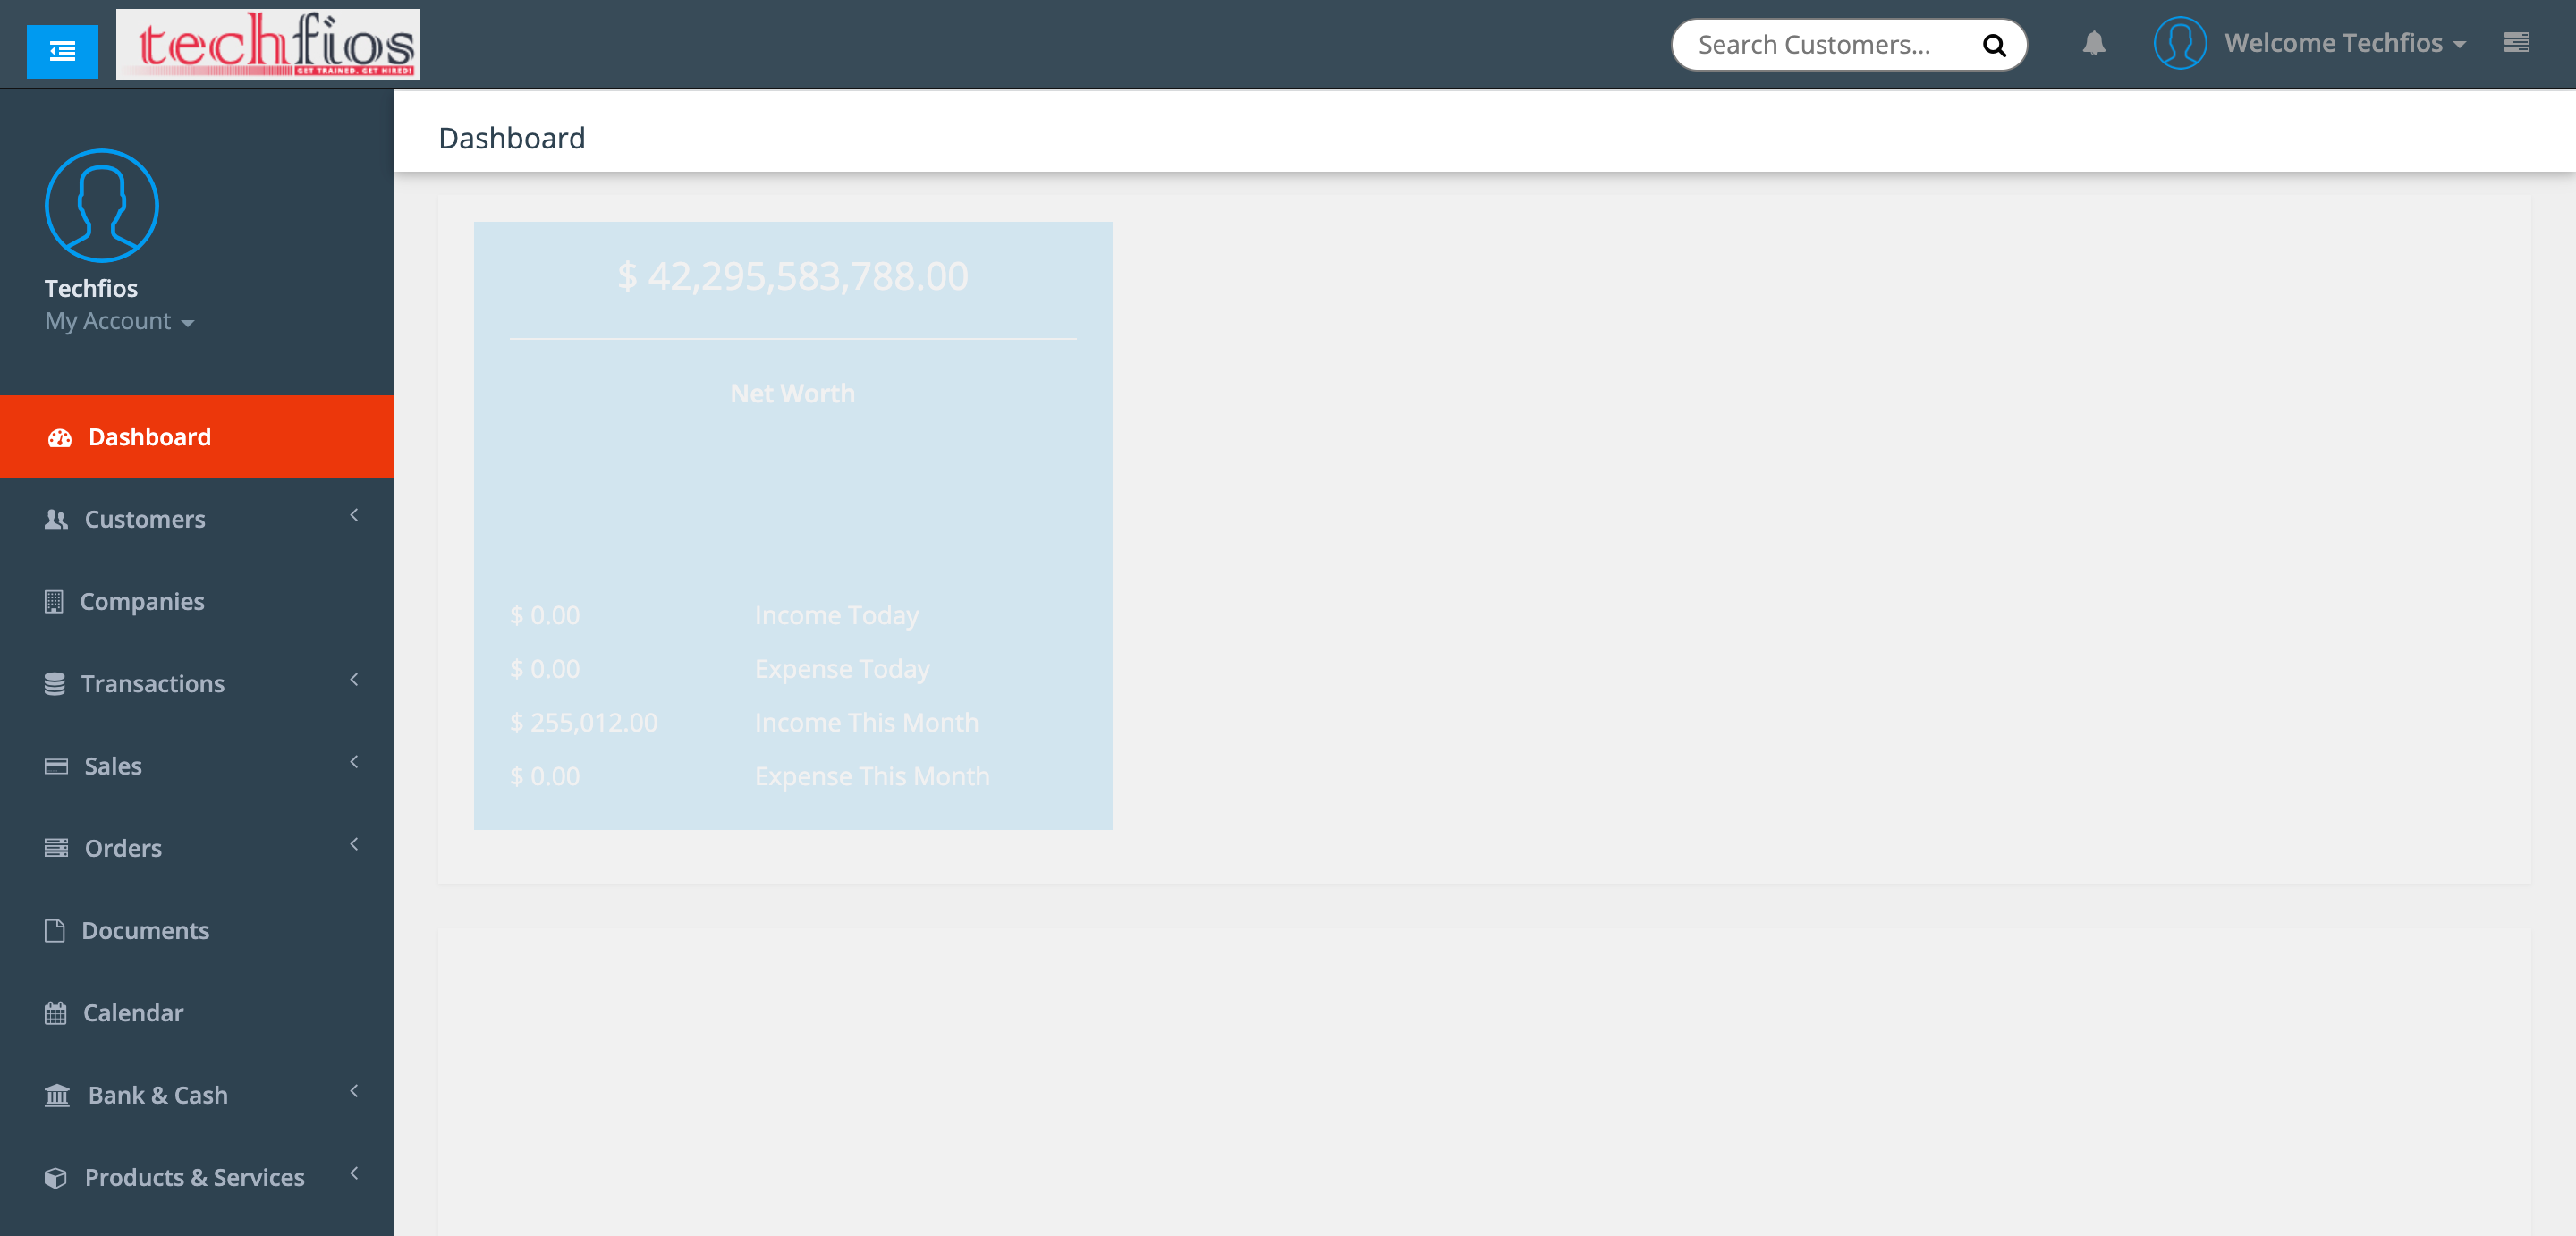 techfios
GET TRAINED. GET HIRED!
Search Customers...
Welcome Techfios
Dashboard
Techfios
My Account
Dashboard
Customers
Companies
Transactions
Sales
Orders
Documents
Calendar
Bank & Cash
Products & Services
$ 42,295,583,788.00
Net Worth
$ 0.00 Income Today
$ 0.00 Expense Today
$ 255,012.00 Income This Month
$ 0.00 Expense This Month